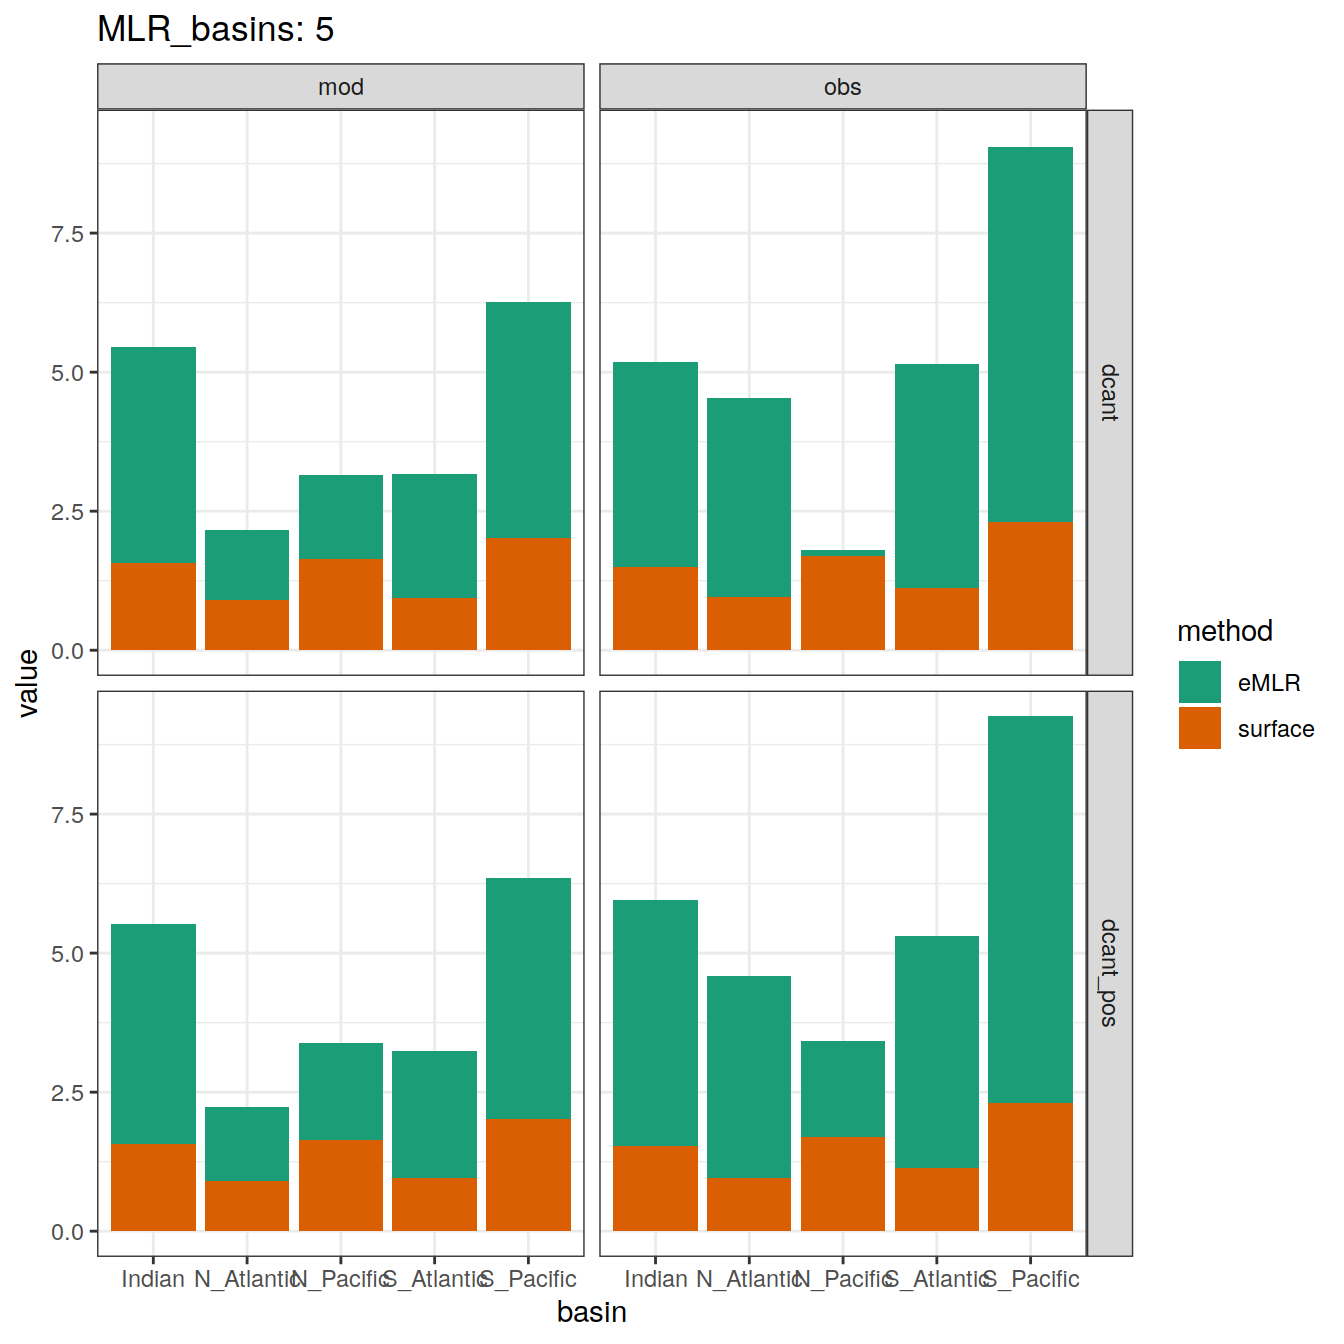 MLR_basins: 5
mod
obs
7.5
5.0
2.5
0.0
dcant
value
7.5
5.0
2.5
0.0
dcant_pos
Indian N_Atlantic N_Pacific S_Atlantic S_Pacific
Indian N_Atlantic N_Pacific S_Atlantic S_Pacific
basin
method
eMLR
surface